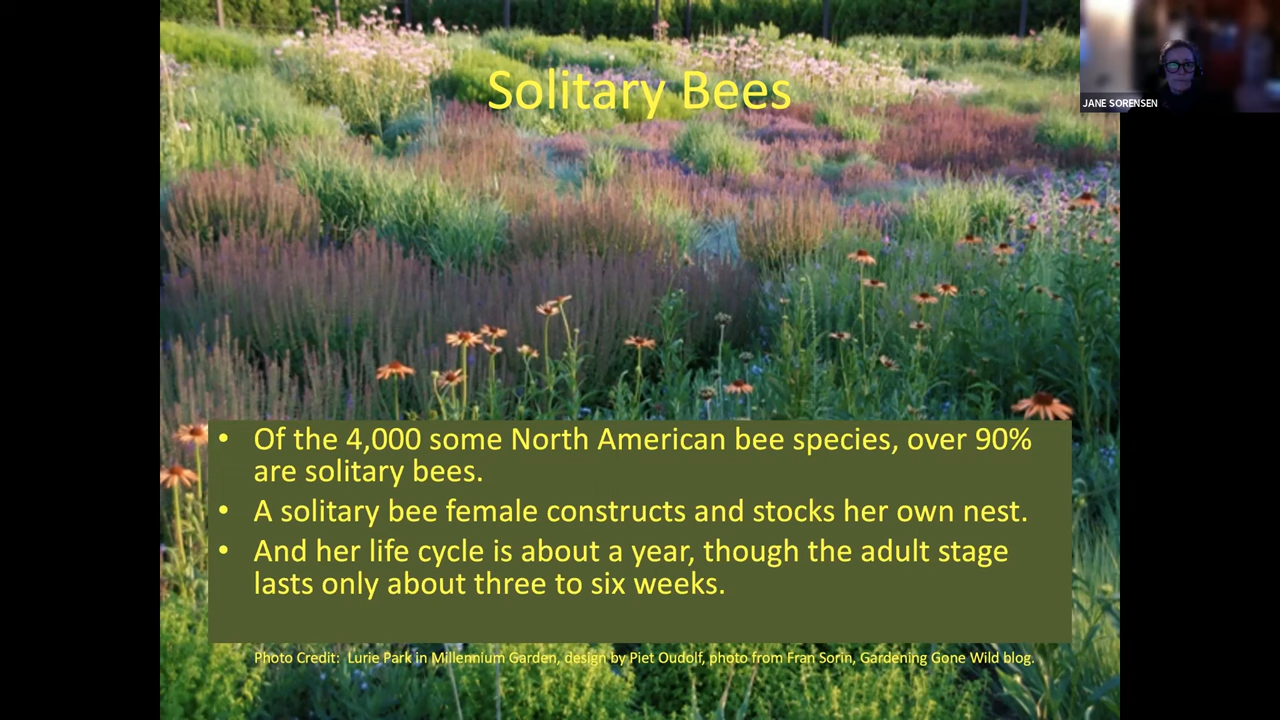 Solitary Bees
JANE SORENSEN
• Of the 4,000 some North American bee species, over 90%
are solitary bees.
• A solitary bee female constructs and stocks her own nest.
• And her life cycle is about a year, though the adult stage
lasts only about three to six weeks.
Photo Credit:  Lurie Park in Millennium Garden, design by Piet Oudolf, photo from Fran Sorin, Gardening Gone Wild blog.